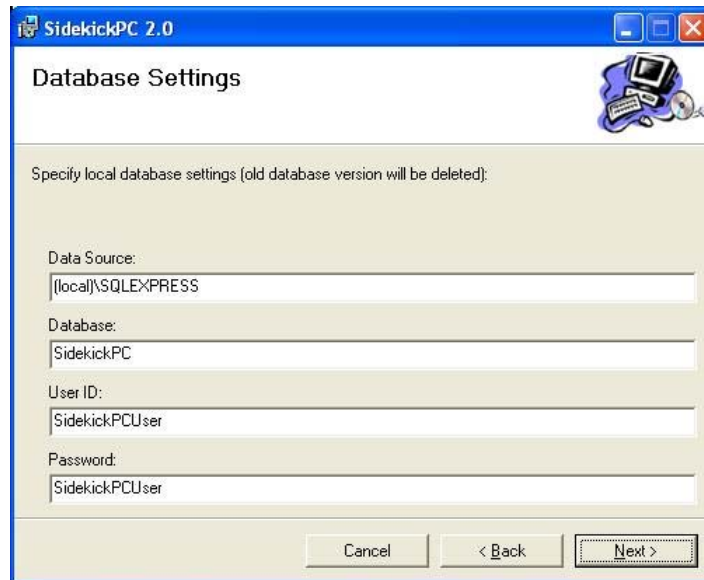 SidekickPC 2.0
Database Settings
Specify local database settings (old database version will be deleted):
Data Source:
(local)\SQLEXPRESS
Database:
SidekickPC
User ID:
SidekickPCUser
Password:
SidekickPCUser
Cancel
< Back
Next >